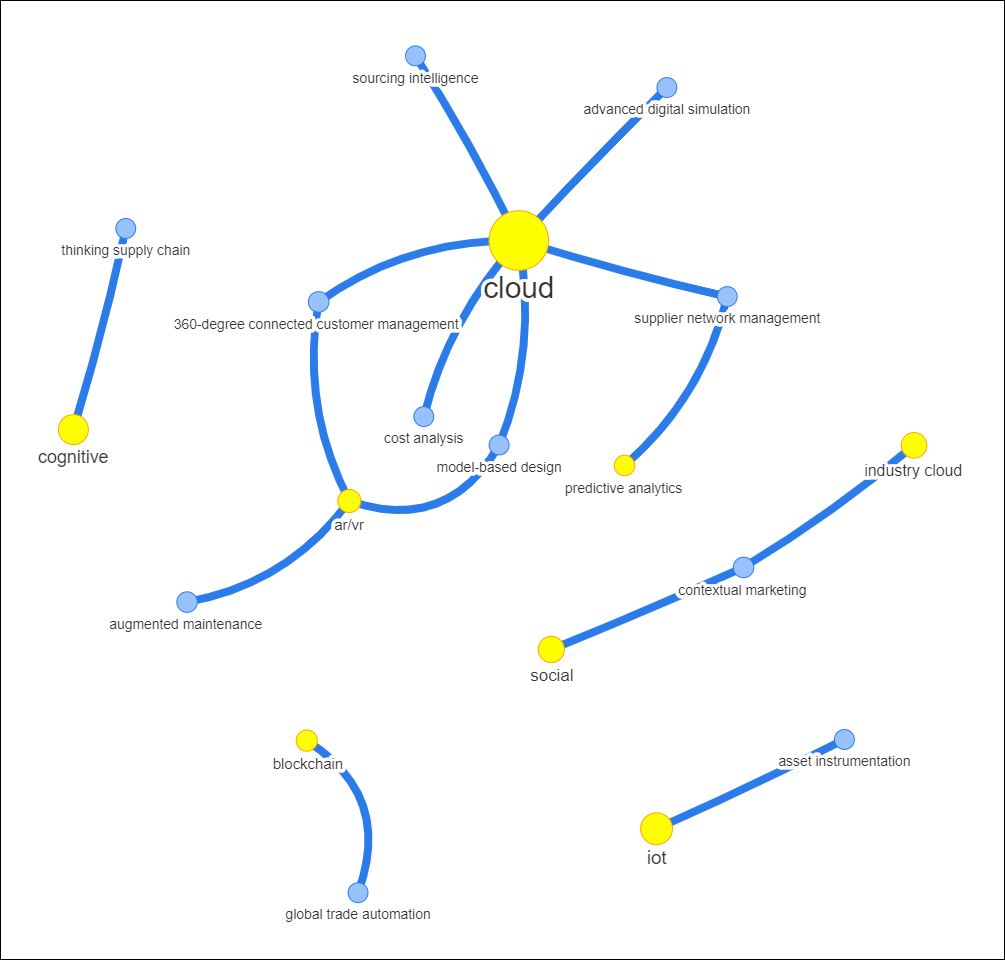 sourcing intelligence
advanced digital simulation
thinking supply chain
cloud
360-degree connected customer management
supplier network management
cost analysis
cognitive
model-based design
industry cloud
predictive analytics
ar/vr
contextual marketing
augmented maintenance
social
blockchain
asset instrumentation
iot
global trade automation